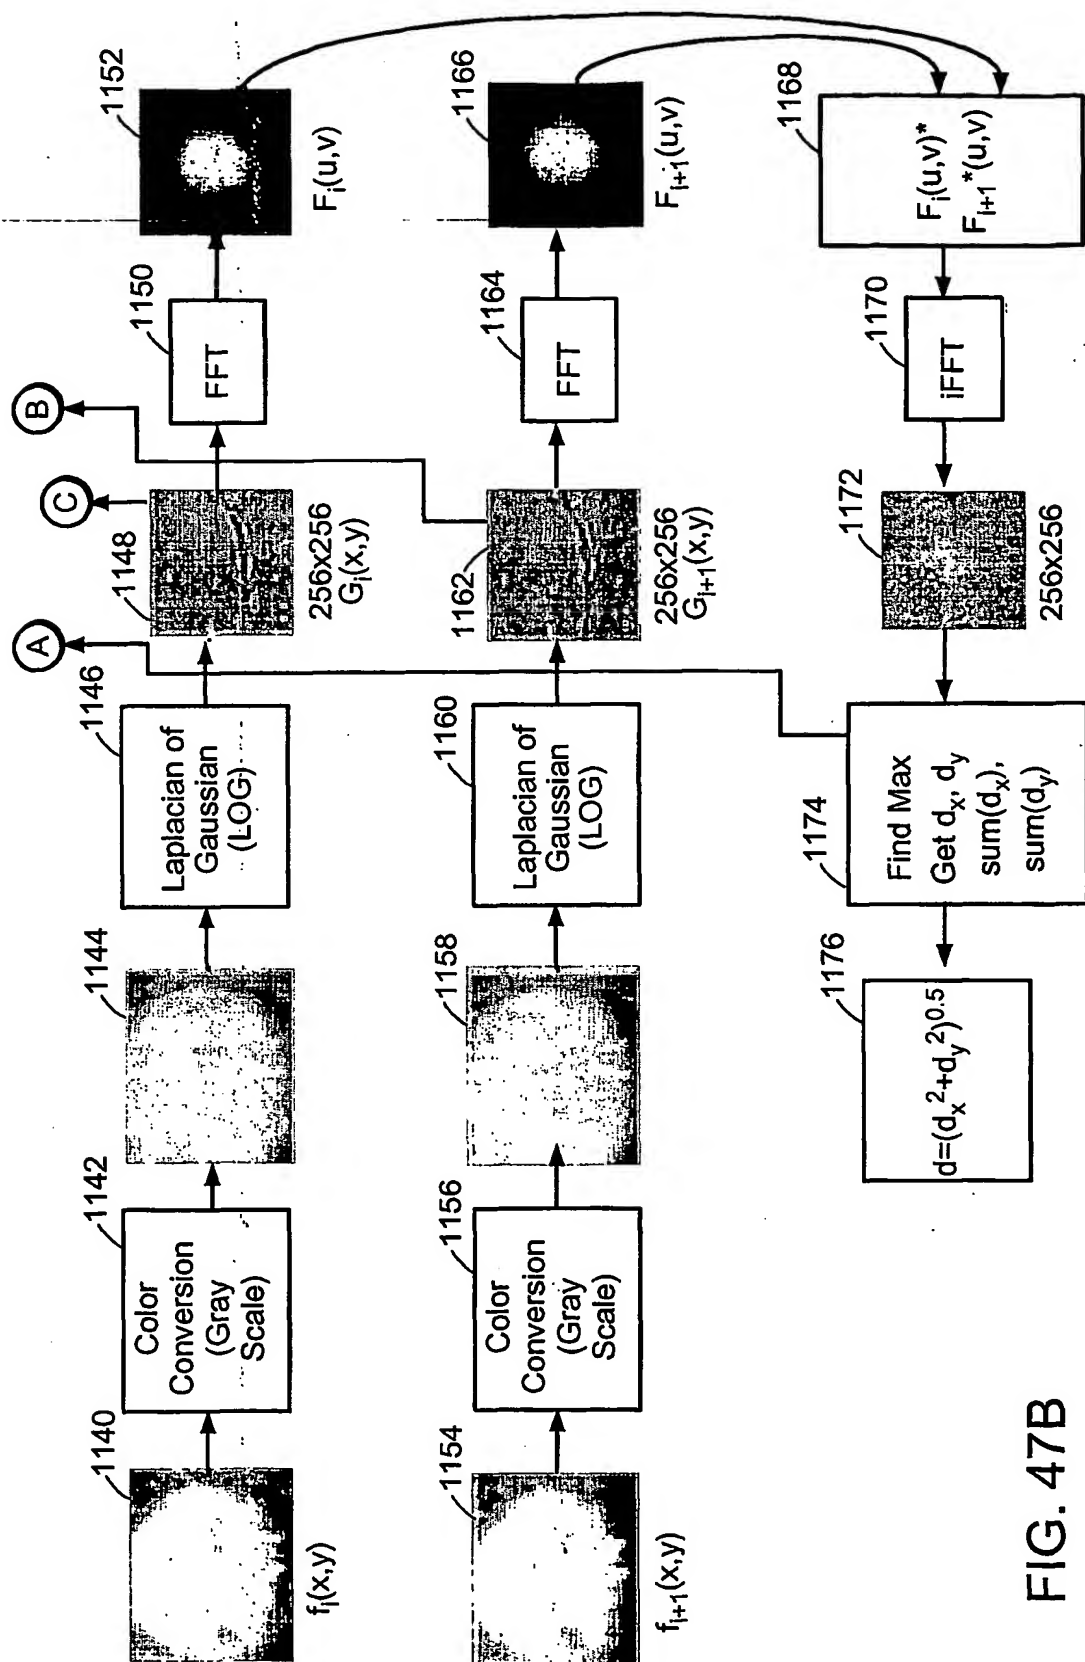 A
C
B
1140
f_i(x,y)
1142
Color
Conversion
(Gray
Scale)
1144
1146
Laplacian of
Gaussian
(LOG)
1148
256x256
G_i(x,y)
1150
FFT
1152
F_i(u,v)
1154
f_{i+1}(x,y)
1156
Color
Conversion
(Gray
Scale)
1158
1160
Laplacian of
Gaussian
(LOG)
1162
256x256
G_{i+1}(x,y)
1164
FFT
1166
F_{i+1}(u,v)
1176
d=(d_x^2+d_y^2)^0.5
1174
Find Max
Get d_x, d_y
sum(d_x),
sum(d_y)
1172
256x256
1170
iFFT
1168
F_i(u,v)*
F_{i+1}*(u,v)
FIG. 47B